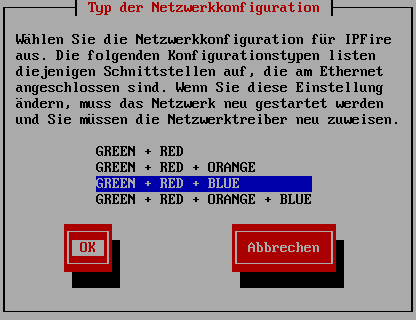 Typ der Netzwerkkonfiguration
Wählen Sie die Netzwerkkonfiguration für IPFire
aus. Die folgenden Konfigurationstypen listen
diejenigen Schnittstellen auf, die am Ethernet
angeschlossen sind. Wenn Sie diese Einstellung
ändern, muss das Netzwerk neu gestartet werden
und Sie müssen die Netzwerktreiber neu zuweisen.
GREEN + RED
GREEN + RED + ORANGE
GREEN + RED + BLUE
GREEN + RED + ORANGE + BLUE
OK
Abbrechen